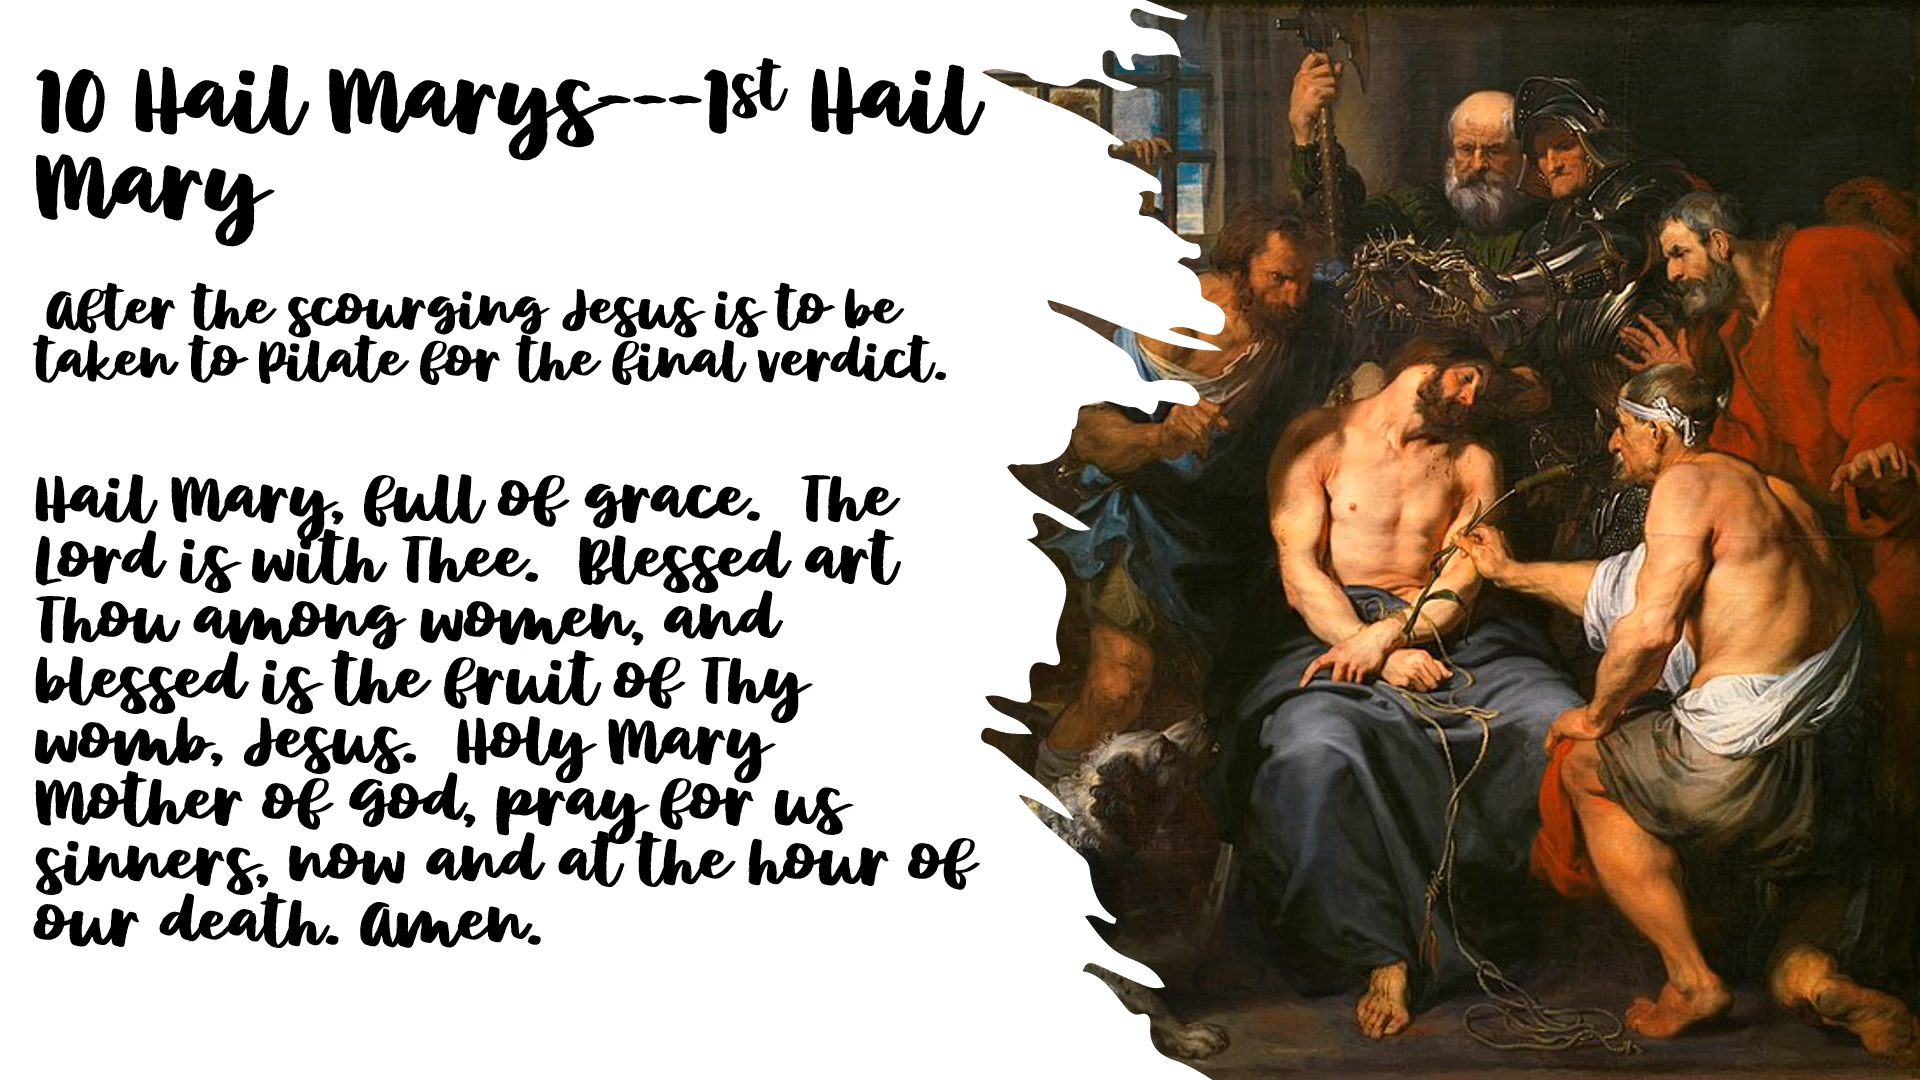 10 Hail Marys---1st Hail
Mary
After the scourging Jesus is to be
taken to Pilate for the final verdict.
Hail Mary, full of grace.  The
Lord is with Thee.  Blessed art
Thou among women, and
blessed is the fruit of Thy
womb, Jesus.  Holy Mary
Mother of God, pray for us
sinners, now and at the hour of
our death. Amen.